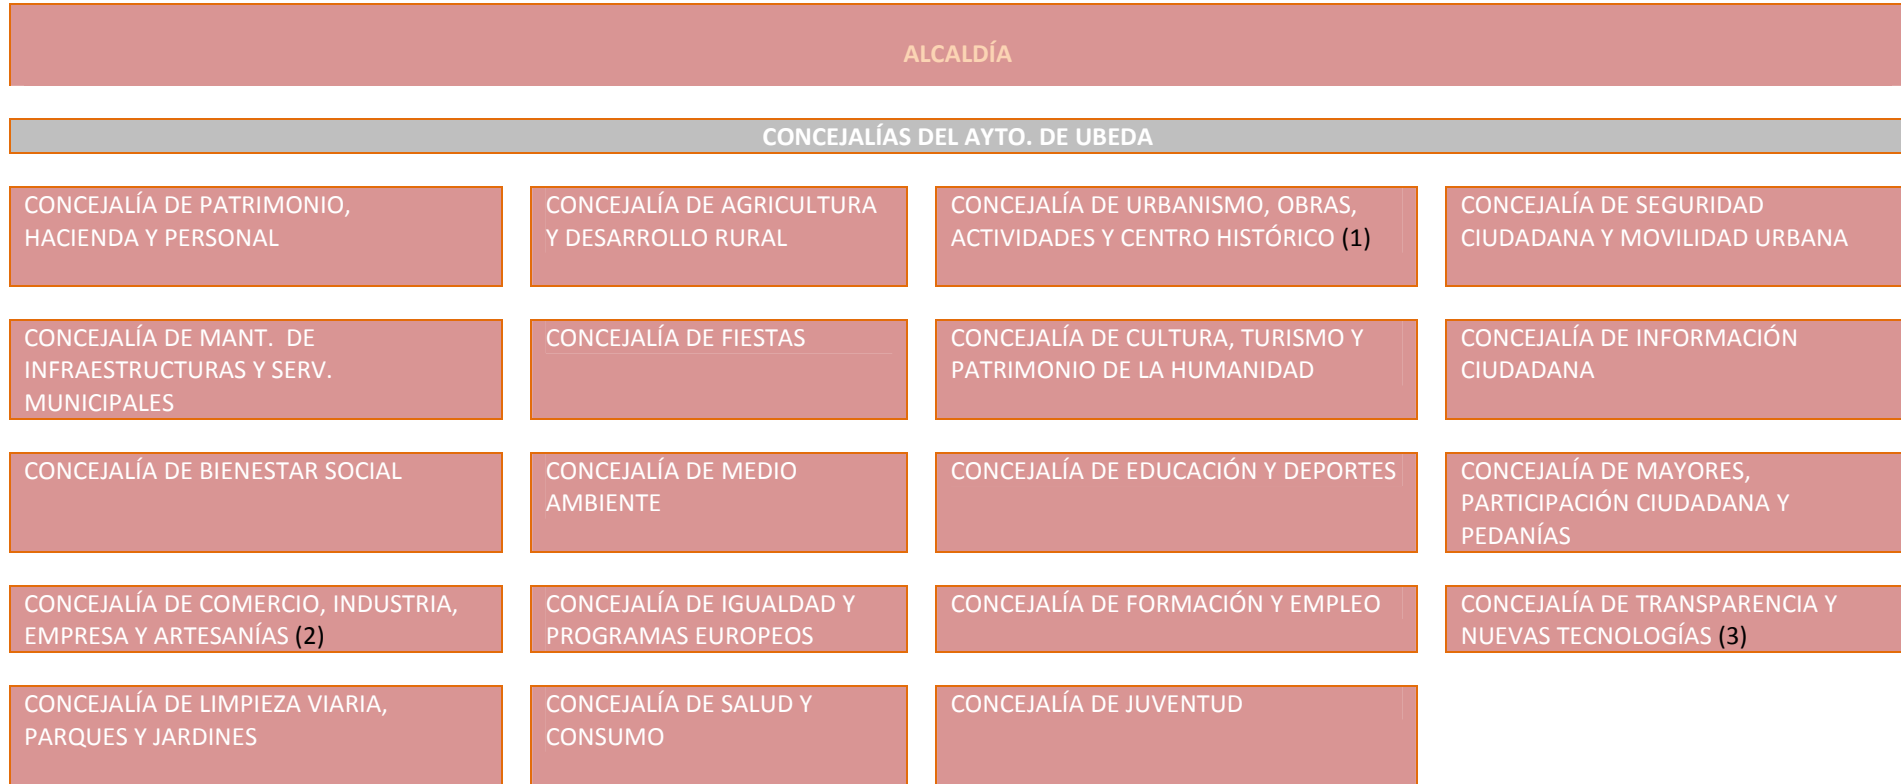 ALCALDÍA
CONCEJALÍAS DEL AYTO. DE UBEDA
CONCEJALÍA DE PATRIMONIO,
HACIENDA Y PERSONAL
CONCEJALÍA DE AGRICULTURA
Y DESARROLLO RURAL
CONCEJALÍA DE URBANISMO, OBRAS,
ACTIVIDADES Y CENTRO HISTÓRICO (1)
CONCEJALÍA DE SEGURIDAD
CIUDADANA Y MOVILIDAD URBANA
CONCEJALÍA DE MANT. DE
INFRAESTRUCTURAS Y SERV.
MUNICIPALES
CONCEJALÍA DE FIESTAS
CONCEJALÍA DE CULTURA, TURISMO Y
PATRIMONIO DE LA HUMANIDAD
CONCEJALÍA DE INFORMACIÓN
CIUDADANA
CONCEJALÍA DE BIENESTAR SOCIAL
CONCEJALÍA DE MEDIO
AMBIENTE
CONCEJALÍA DE EDUCACIÓN Y DEPORTES
CONCEJALÍA DE MAYORES,
PARTICIPACIÓN CIUDADANA Y
PEDANÍAS
CONCEJALÍA DE COMERCIO, INDUSTRIA,
EMPRESA Y ARTESANÍAS (2)
CONCEJALÍA DE IGUALDAD Y
PROGRAMAS EUROPEOS
CONCEJALÍA DE FORMACIÓN Y EMPLEO
CONCEJALÍA DE TRANSPARENCIA Y
NUEVAS TECNOLOGÍAS (3)
CONCEJALÍA DE LIMPIEZA VIARIA,
PARQUES Y JARDINES
CONCEJALÍA DE SALUD Y
CONSUMO
CONCEJALÍA DE JUVENTUD